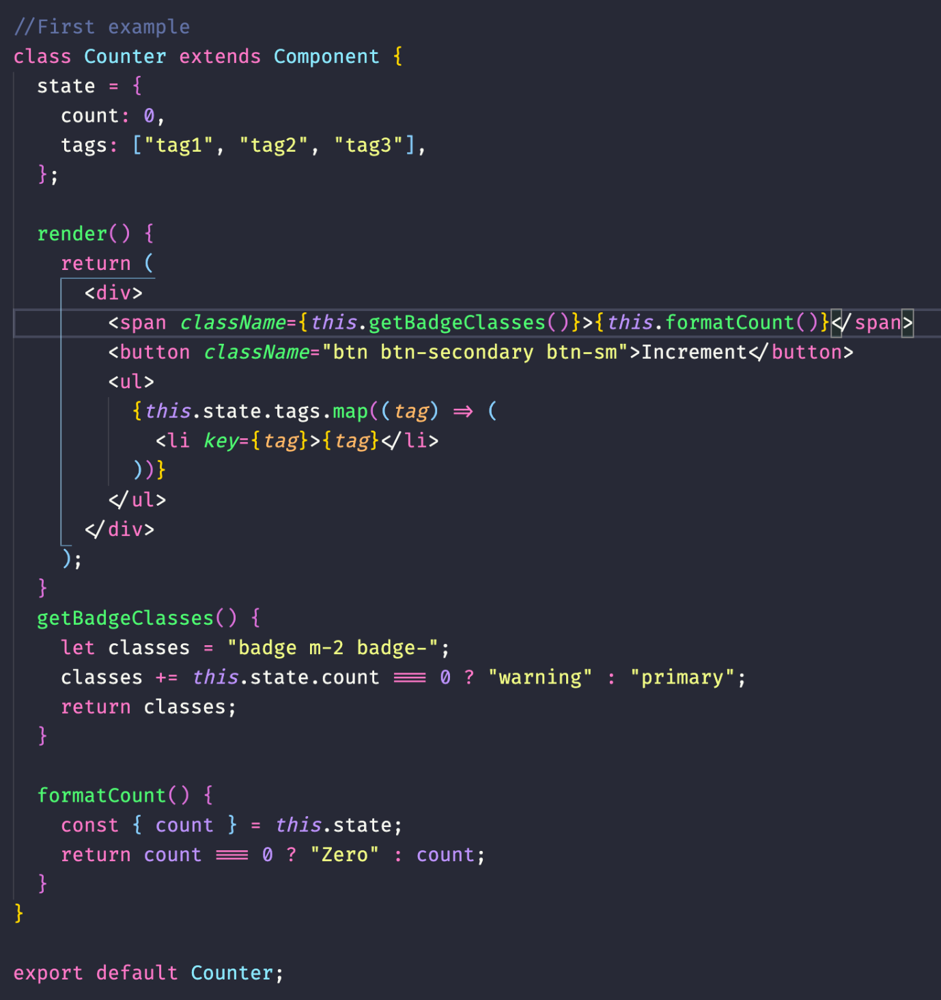 //First example
class Counter extends Component {
  state = {
    count: 0,
    tags: ["tag1", "tag2", "tag3"],
  };

  render() {
    return (
      <div>
        <span className={this.getBadgeClasses()}>{this.formatCount()}</span>
        <button className="btn btn-secondary btn-sm">Increment</button>
        <ul>
          {this.state.tags.map((tag) => (
            <li key={tag}>{tag}</li>
          ))}
        </ul>
      </div>
    );
  }
  getBadgeClasses() {
    let classes = "badge m-2 badge-";
    classes += this.state.count === 0 ? "warning" : "primary";
    return classes;
  }

  formatCount() {
    const { count } = this.state;
    return count === 0 ? "Zero" : count;
  }
}

export default Counter;